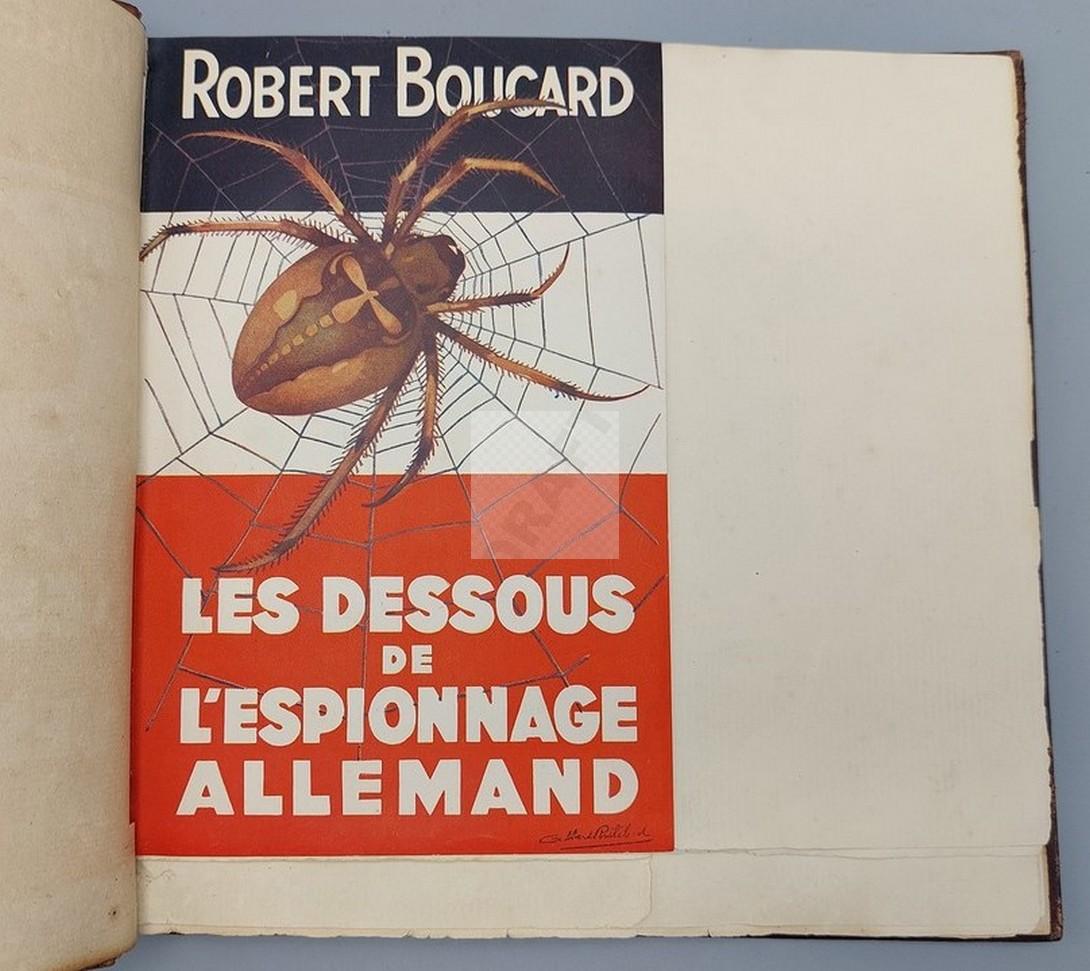 ROBERT BOUCARD
LES DESSOUS
DE
L'ESPIONNAGE
ALLEMAND